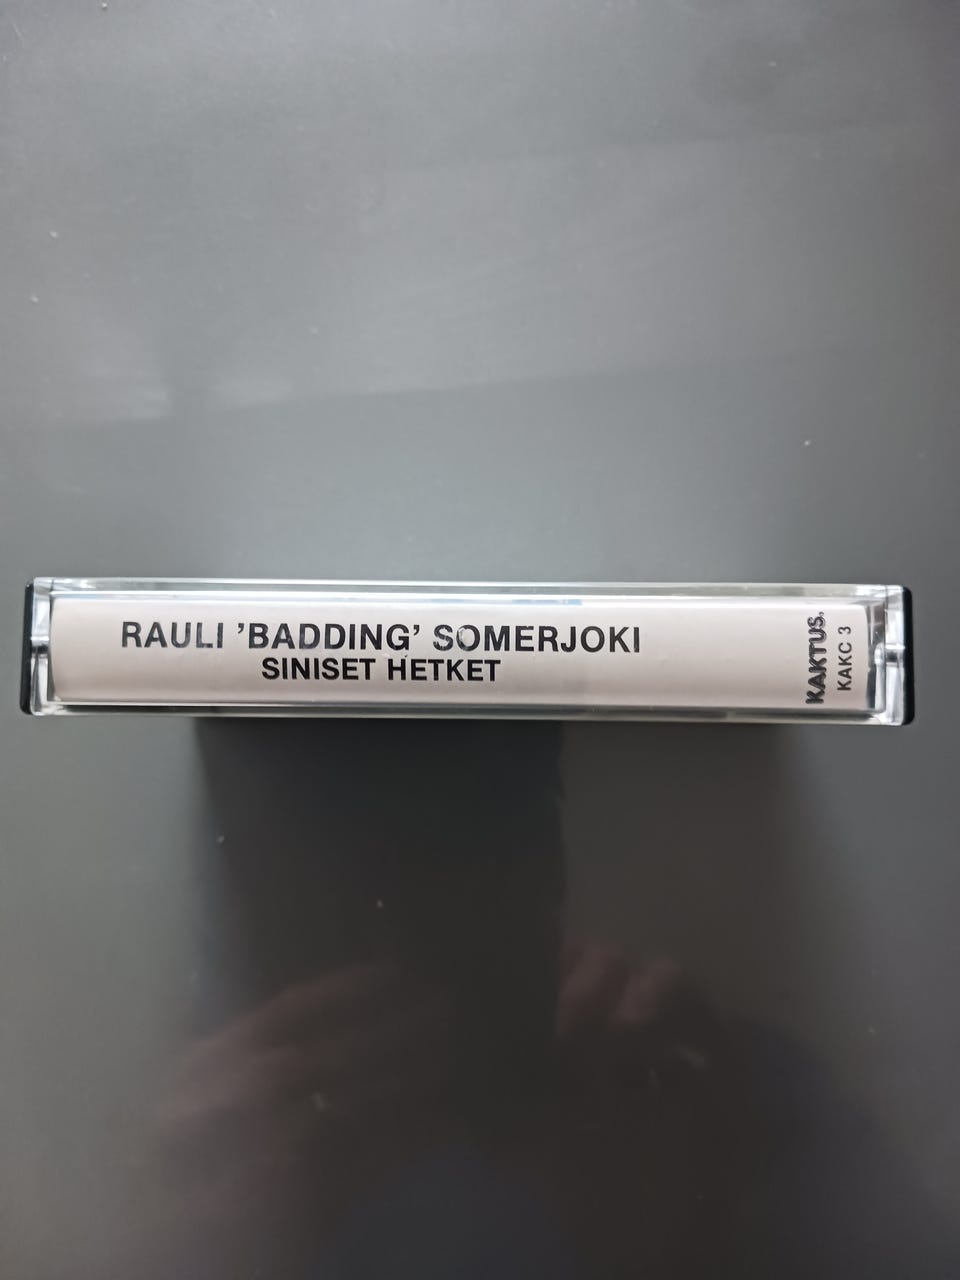 RAULI 'BADDING' SOMERJOKI
SINISET HETKET
KAKTUS.
KAKC 3